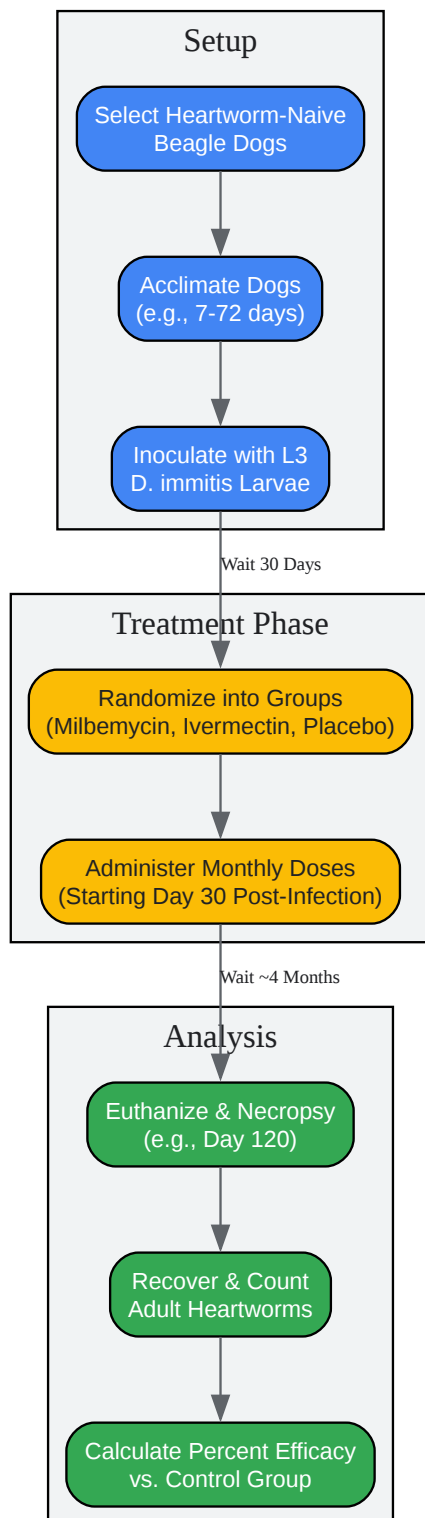 Setup
Select Heartworm-Naive
Beagle Dogs
Acclimate Dogs
(e.g., 7-72 days)
Inoculate with L3
D. immitis Larvae
Wait 30 Days
Treatment Phase
Randomize into Groups
(Milbemycin, Ivermectin, Placebo)
Administer Monthly Doses
(Starting Day 30 Post-Infection)
Wait ~4 Months
Analysis
Euthanize & Necropsy
(e.g., Day 120)
Recover & Count
Adult Heartworms
Calculate Percent Efficacy
vs. Control Group